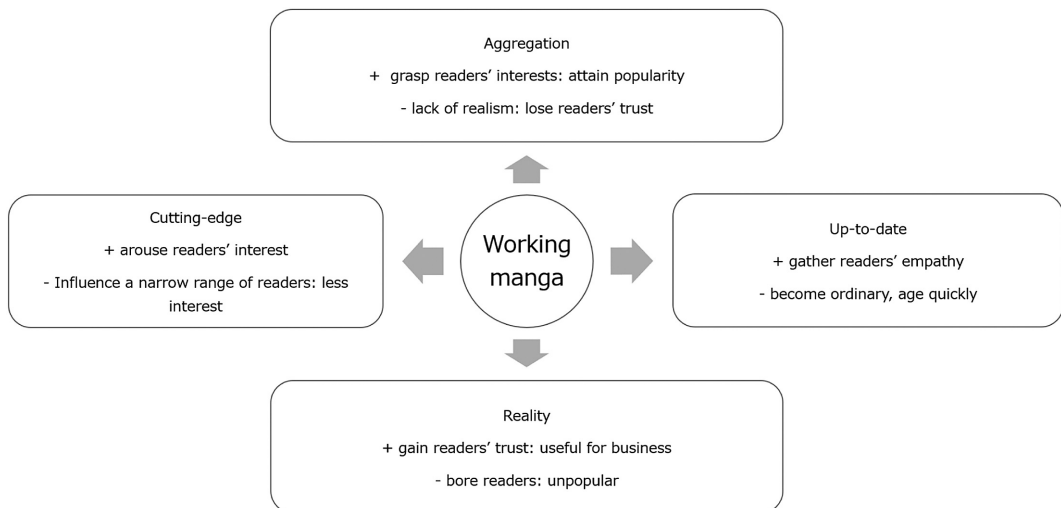 Aggregation
+ grasp readers’ interests: attain popularity
- lack of realism: lose readers’ trust
Cutting-edge
+ arouse readers’ interest
- Influence a narrow range of readers: less
interest
Working
manga
Up-to-date
+ gather readers’ empathy
- become ordinary, age quickly
Reality
+ gain readers’ trust: useful for business
- bore readers: unpopular